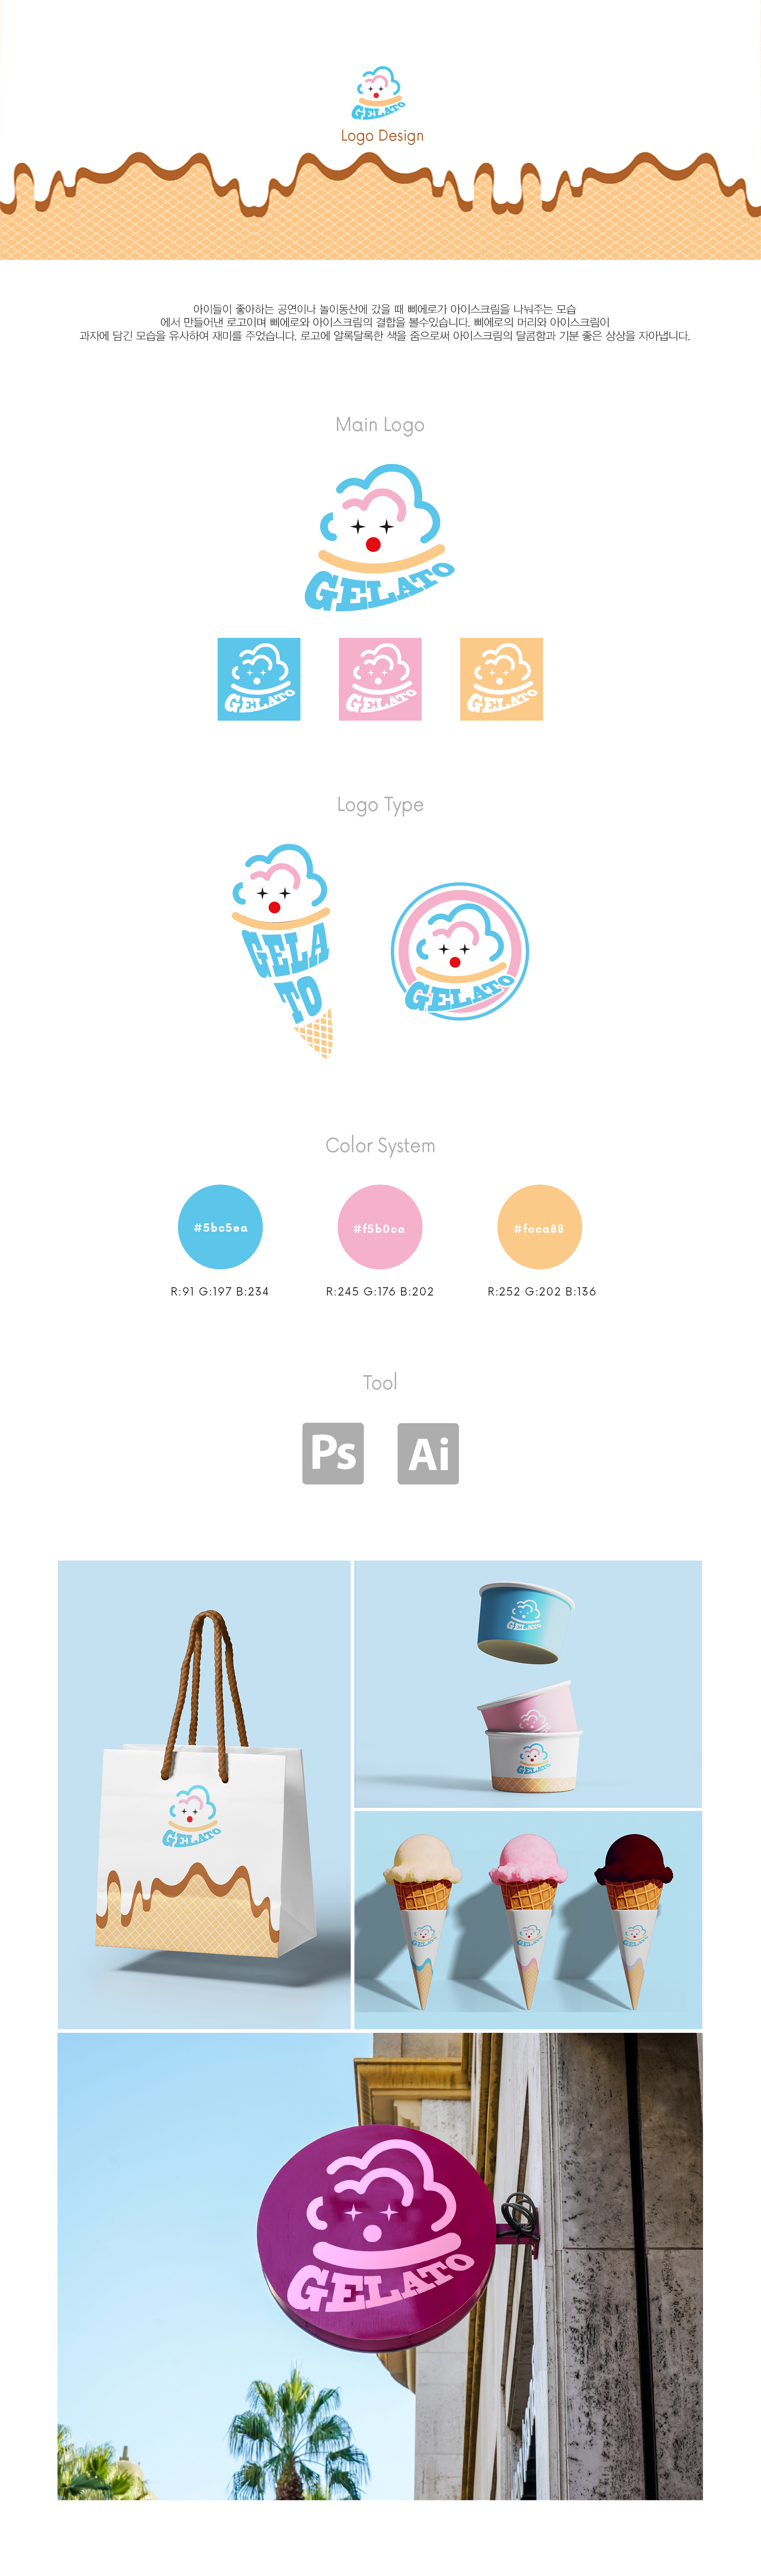 GELATO
Logo Design
아이들이 좋아하는 공연이나 놀이동산에 갔을 때 삐에로가 아이스크림을 나눠주는 모습
에서 만들어낸 로고이며 삐에로와 아이스크림의 결합을 볼수있습니다. 삐에로의 머리와 아이스크림이
과자에 담긴 모습을 유사하여 재미를 주었습니다. 로고에 알록달록한 색을 줌으로써 아이스크림의 달콤함과 기분 좋은 상상을 자아냅니다.
Main Logo
GELATO
GELATO GELATO GELATO
Logo Type
GELA
TO
GELATO
Color System
#5bc5ea #f5b0ca #fcca88
R:91 G:197 B:234 R:245 G:176 B:202 R:252 G:202 B:136
Tool
Ps Ai
GELATO
GELATO
GELATO
GELATO GELATO GELATO
GELATO